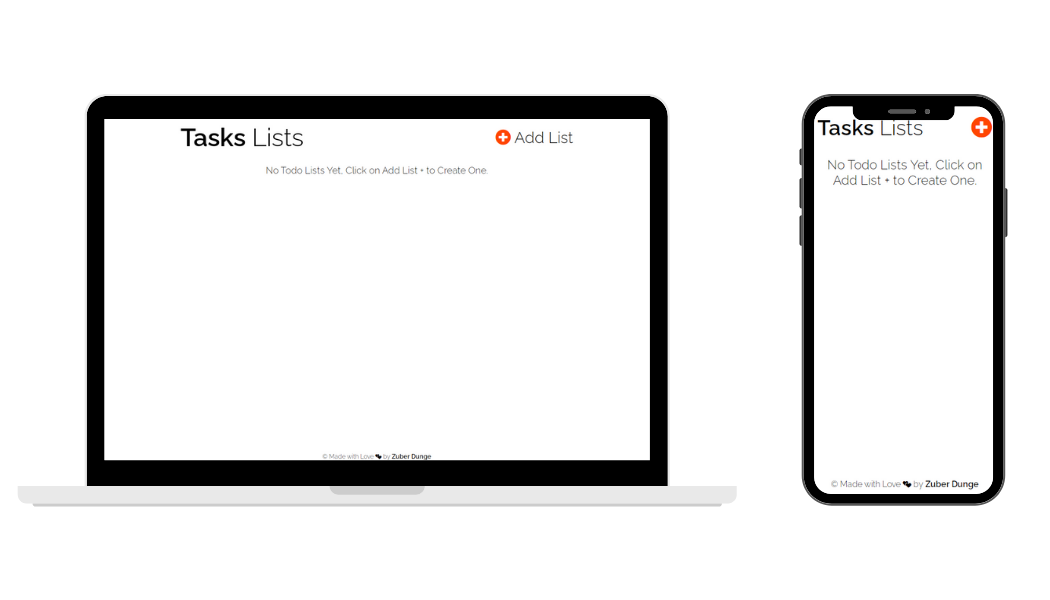 Tasks Lists
Add List
No Todo Lists Yet, Click on Add List + to Create One.
© Made with Love by Zuber Dunge
Tasks Lists
No Todo Lists Yet, Click on
Add List + to Create One.
© Made with Love by Zuber Dunge